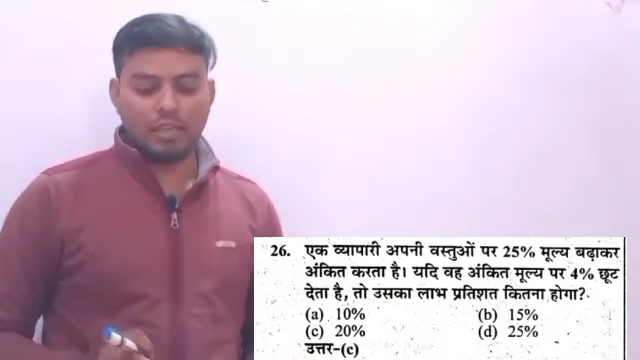 26. एक व्यापारी अपनी वस्तुओं पर 25% मूल्य बढ़ाकर
अंकित करता है। यदि वह अंकित मूल्य पर 4% छूट
देता है, तो उसका लाभ प्रतिशत कितना होगा?
(a) 10% (b) 15%
(c) 20% (d) 25%
उत्तर–(c)